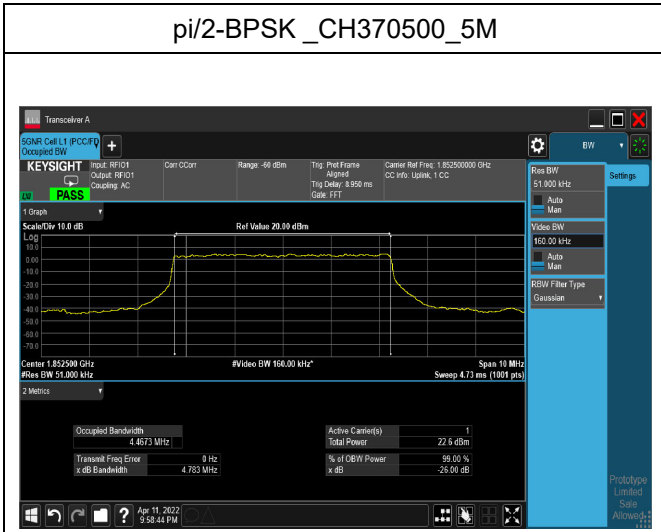 pi/2-BPSK _CH370500_5M
Transceiver A
5GNR Cell L1 (PCC/FD
Occupied BW
BW
KEYSIGHT
Input: RFIO1
Output: RFIO1
Coupling: AC
Corr CCorr
Range: -60 dBm
Trig: Plot Frame
Aligned
Trig Delay: 8.950 ms
Gate: FFT
Carrier Ref Freq: 1.852500000 GHz
CC Info: Uplink, 1 CC
LXI
PASS
Res BW
51.000 kHz
Auto
Man
Settings
Video BW
160.00 kHz
Auto
Man
RBW Filter Type
Gaussian
1 Graph
Scale/Div 10.0 dB
Ref Value 20.00 dBm
Log
10.0
0.00
-10.0
-20.0
-30.0
-40.0
-50.0
-60.0
-70.0
Center 1.852500 GHz
#Video BW 160.00 kHz*
Span 10 MHz
#Res BW 51.000 kHz
Sweep 4.73 ms (1001 pts)
2 Metrics
Occupied Bandwidth
4.4673 MHz
Active Carrier(s) 1
Total Power 22.6 dBm
Transmit Freq Error 0 Hz
x dB Bandwidth 4.783 MHz
% of OBW Power 99.00 %
x dB -26.00 dB
Prototype
Limited
Sale
Allowed
Apr 11, 2022
9:58:44 PM